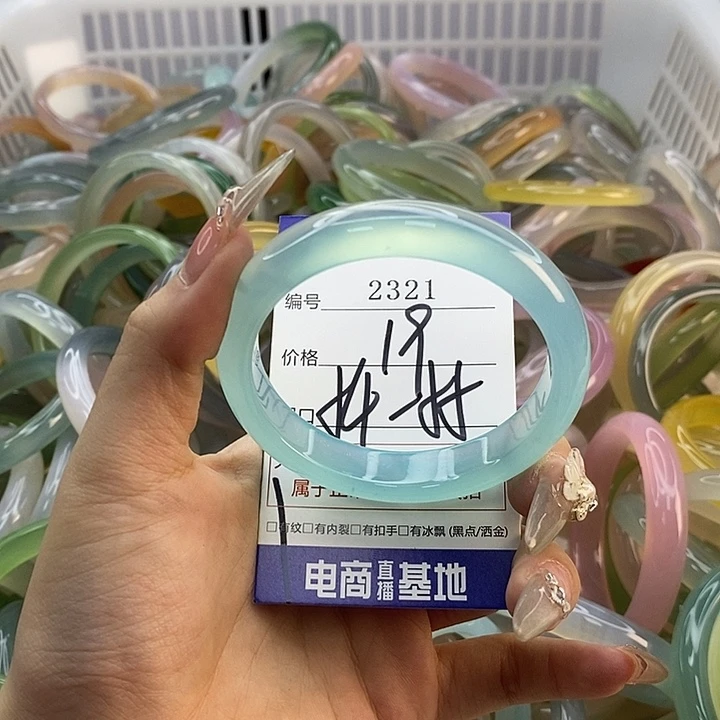 编号 2321
价格 19
口
属于
□有纹□有内裂□有扣手□有冰飘 (黑点/洒金)
电商直播基地